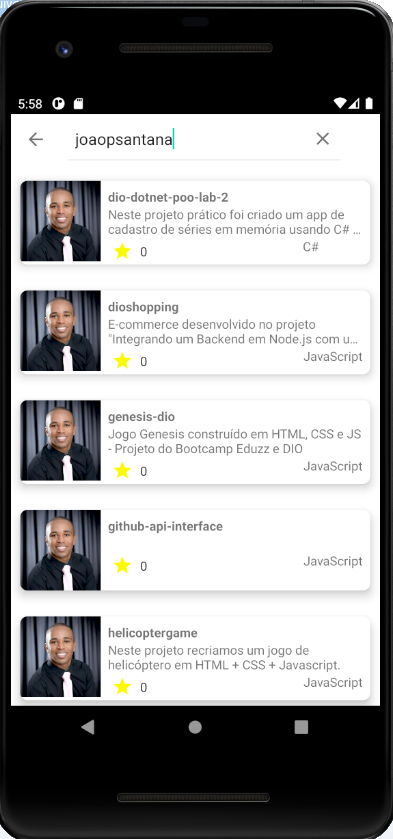 5:58
joaopsantana
dio-dotnet-poo-lab-2
Neste projeto prático foi criado um app de
cadastro de séries em memória usando C# ...
0
C#
dioshopping
E-commerce desenvolvido no projeto
"Integrando um Backend em Node.js com u...
0
JavaScript
genesis-dio
Jogo Genesis construído em HTML, CSS e JS
- Projeto do Bootcamp Eduzz e DIO
0
JavaScript
github-api-interface
0
JavaScript
helicoptergame
Neste projeto recriamos um jogo de
helicóptero em HTML + CSS + Javascript.
0
JavaScript